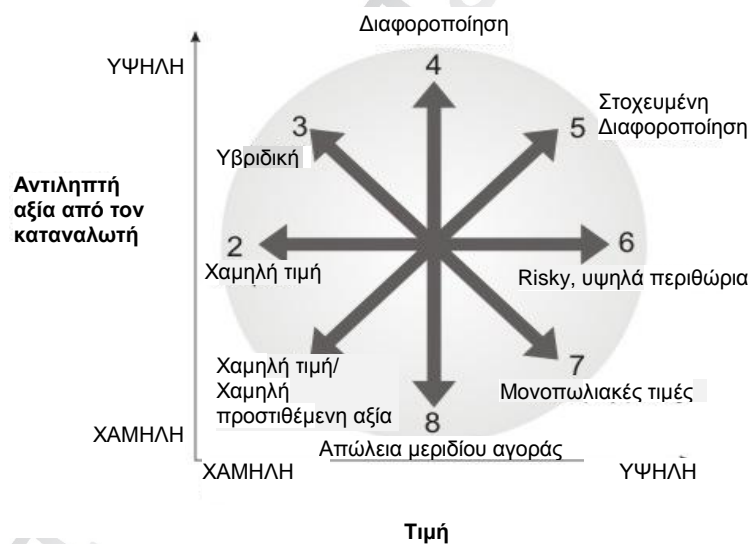 Διαφοροποίηση
ΥΨΗΛΗ
4
Στοχευμένη
3
5
Διαφοροποίηση
Υβριδική
Αντιληπτή
αξία από τον
καταναλωτή
2
6
Χαμηλή τιμή
Risky, υψηλά περιθώρια
Χαμηλή τιμή/
7
Χαμηλή
Μονοπωλιακές τιμές
προστιθέμενη αξία
8
ΧΑΜΗΛΗ
Απώλεια μεριδίου αγοράς
ΧΑΜΗΛΗ
ΥΨΗΛΗ
Τιμή